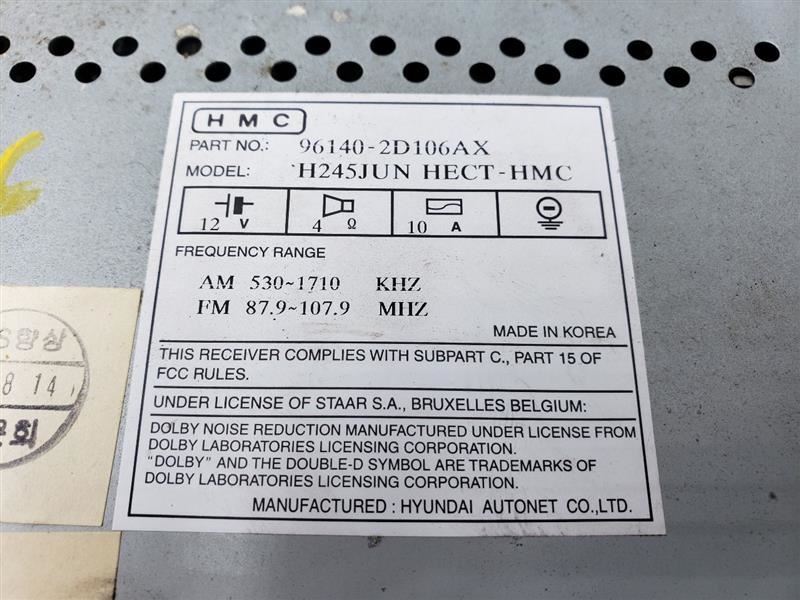 HMC
PART NO.: 96140-2D106AX
MODEL: H245JUN HECT-HMC
12 V 4 Ω 10 A
FREQUENCY RANGE
AM 530~1710 KHZ
FM 87.9~107.9 MHZ
MADE IN KOREA
THIS RECEIVER COMPLIES WITH SUBPART C., PART 15 OF
FCC RULES.
UNDER LICENSE OF STAAR S.A., BRUXELLES BELGIUM:
DOLBY NOISE REDUCTION MANUFACTURED UNDER LICENSE FROM
DOLBY LABORATORIES LICENSING CORPORATION.
"DOLBY" AND THE DOUBLE-D SYMBOL ARE TRADEMARKS OF
DOLBY LABORATORIES LICENSING CORPORATION.
MANUFACTURED : HYUNDAI AUTONET CO.,LTD.
8 14